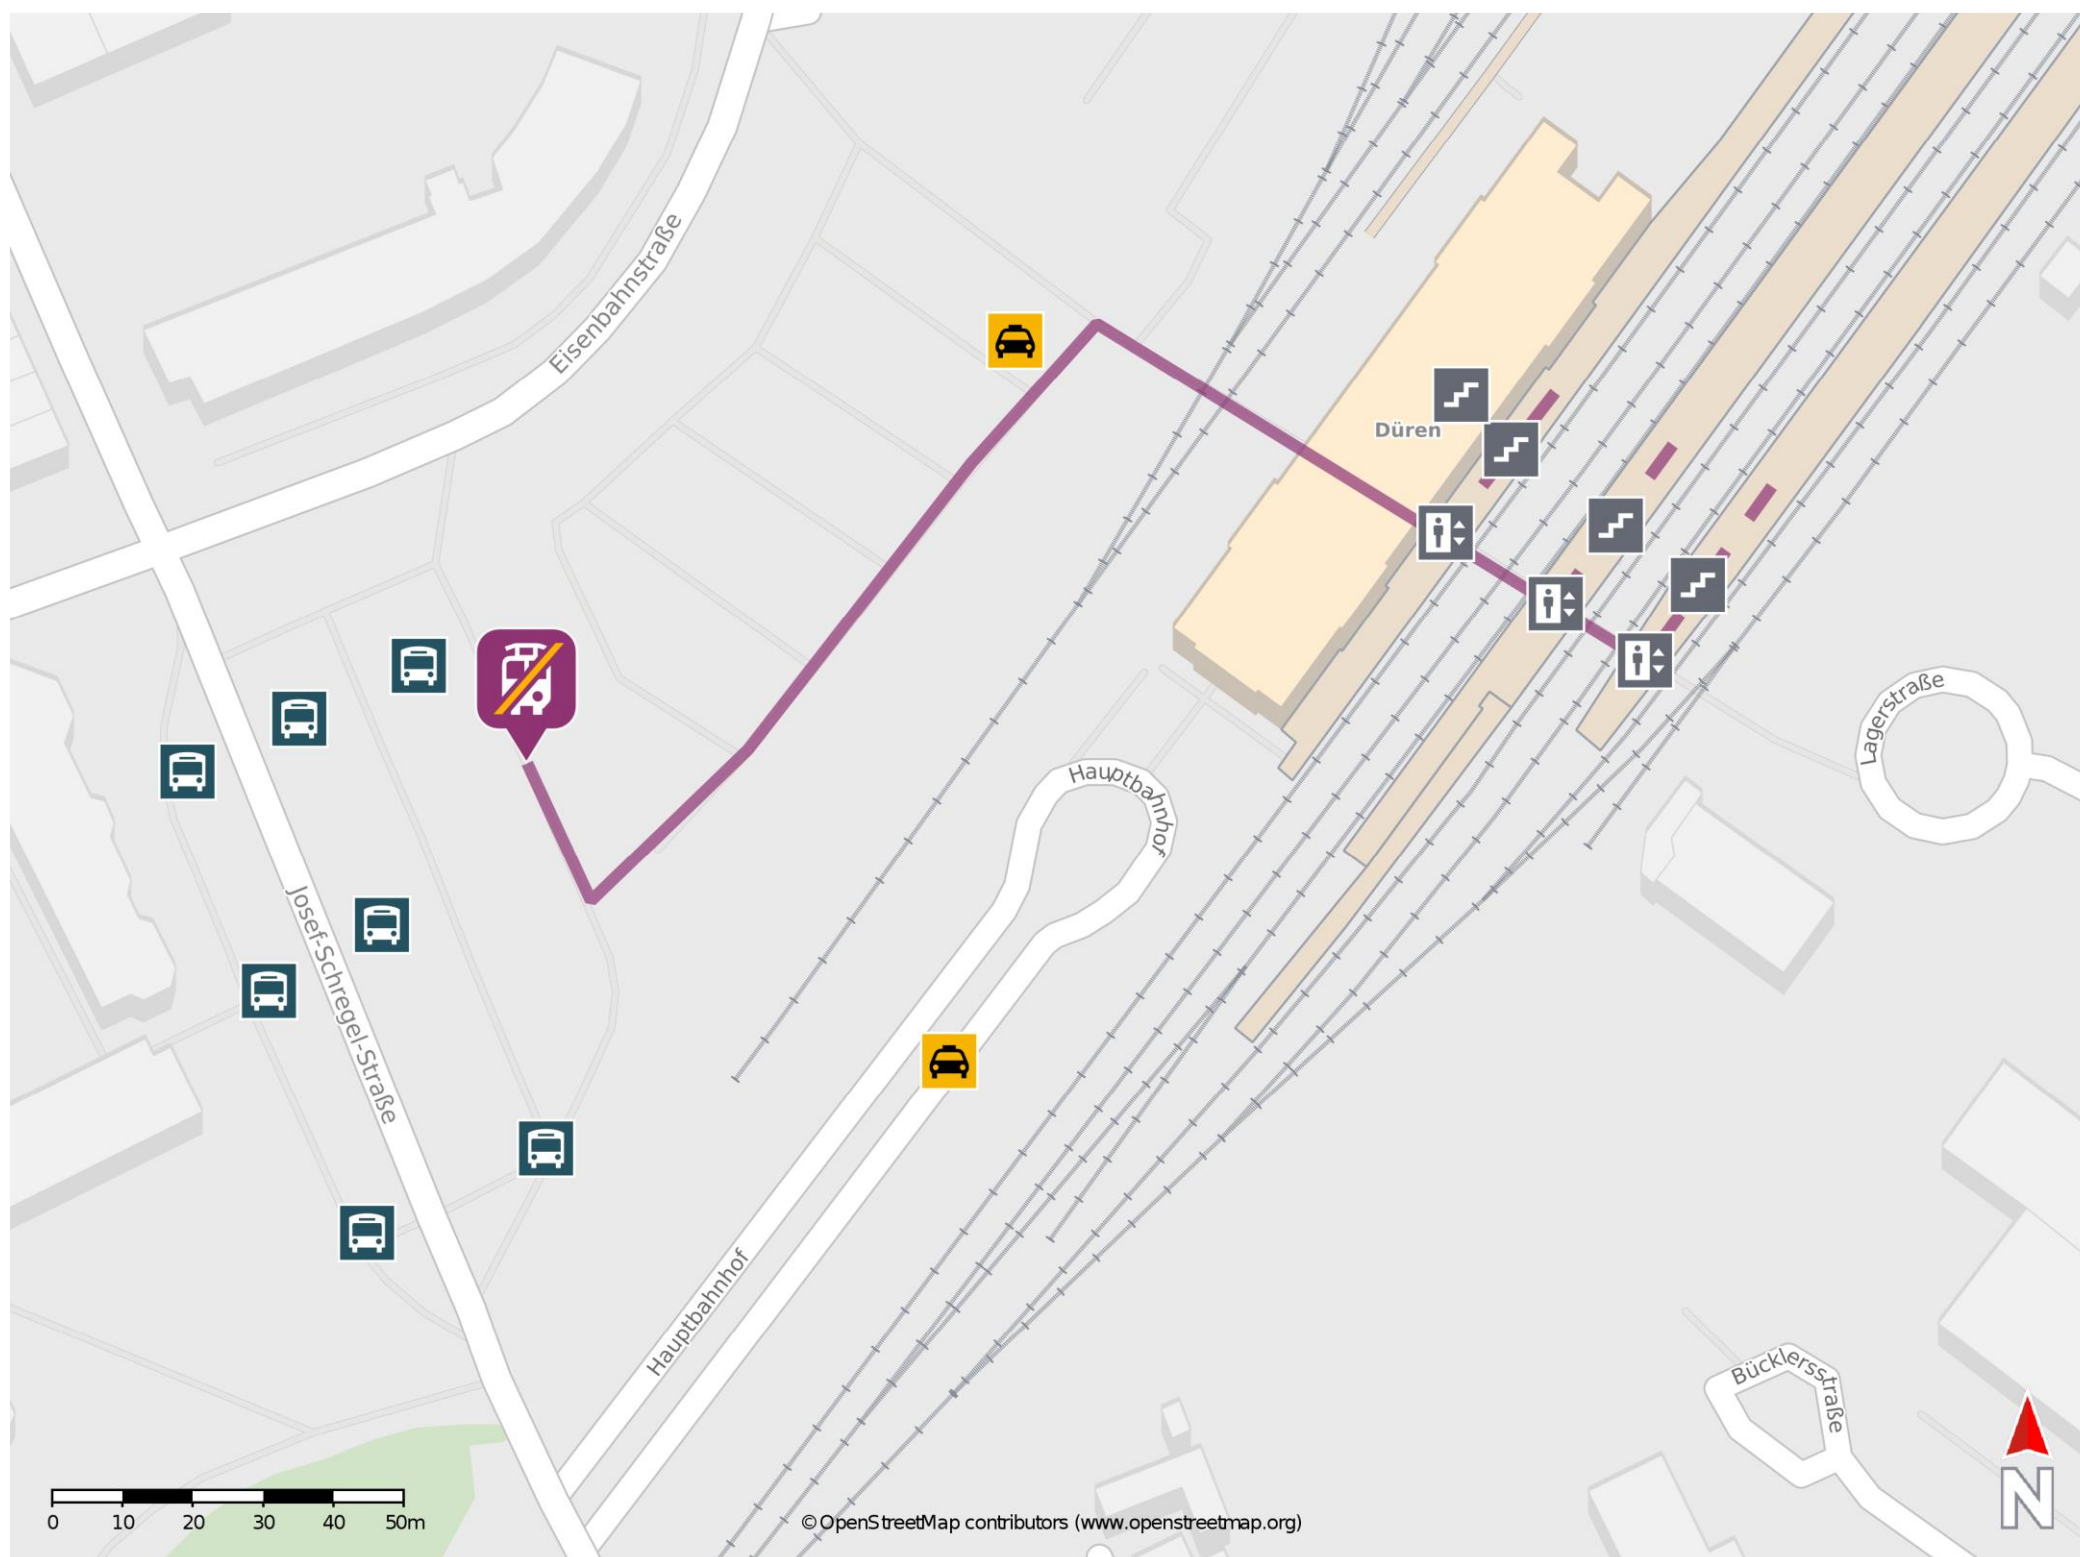 Eisenbahnstraße
Düren
Lagerstraße
Hauptbahnhof
Josef-Schregel-Straße
Hauptbahnhof
Bücklersstraße
N
0 10 20 30 40 50m
©OpenStreetMap contributors (www.openstreetmap.org)